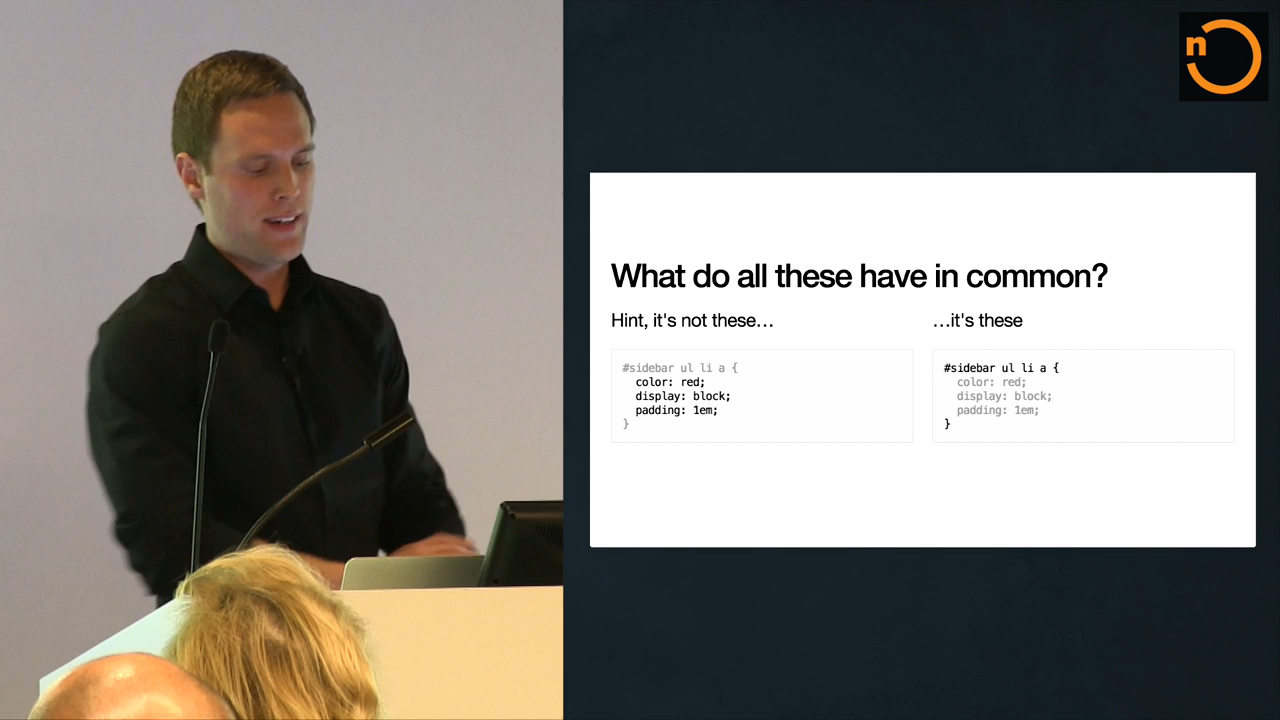 n
What do all these have in common?
Hint, it's not these…
#sidebar ul li a {
color: red;
display: block;
padding: 1em;
}
…it's these
#sidebar ul li a {
color: red;
display: block;
padding: 1em;
}